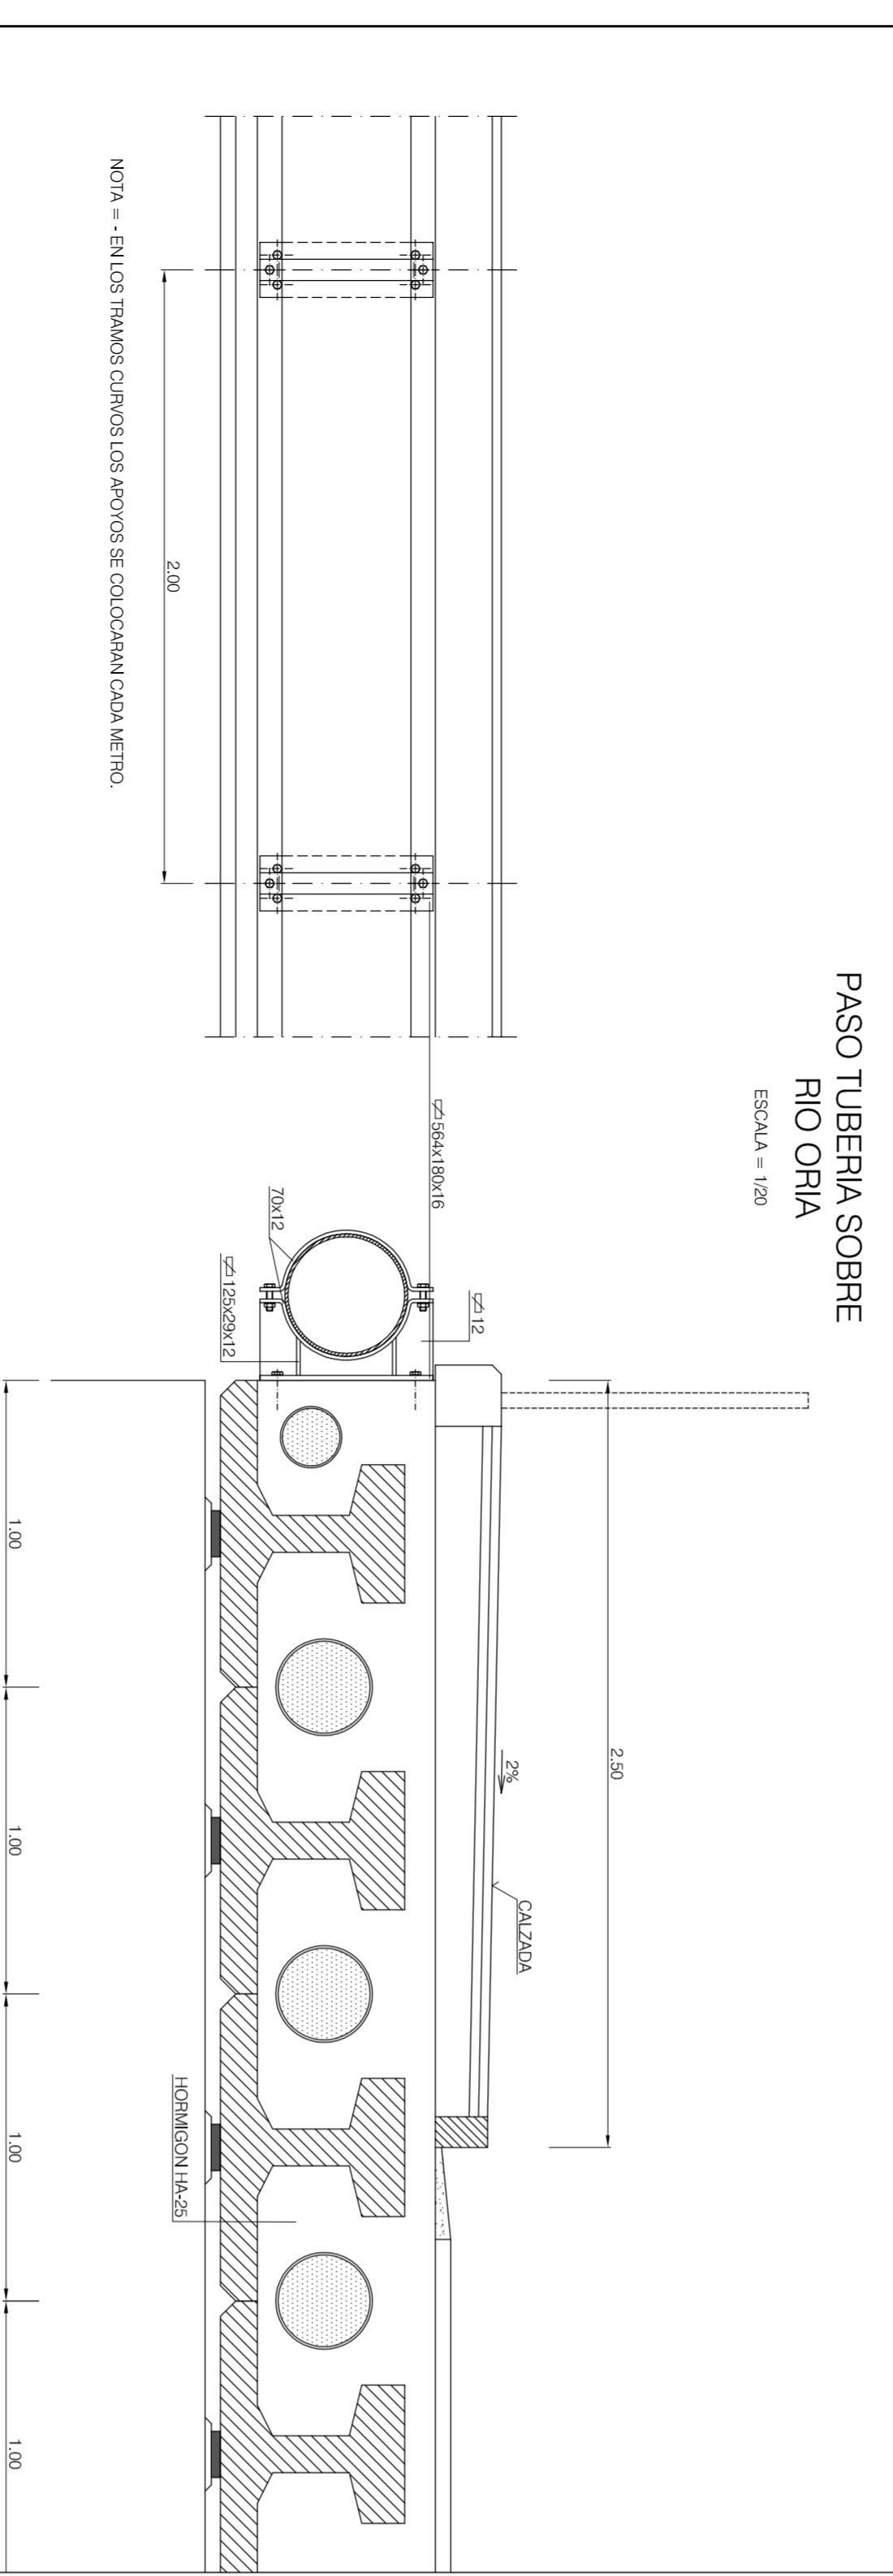 PASO TUBERIA SOBRE
RIO ORIA
ESCALA = 1/20
2.50
2%
CALZADA
564x180x16
12
70x12
125x29x12
2.00
HORMIGON HA-25
NOTA = - EN LOS TRAMOS CURVOS LOS APOYOS SE COLOCARAN CADA METRO.
1.00
1.00
1.00
1.00